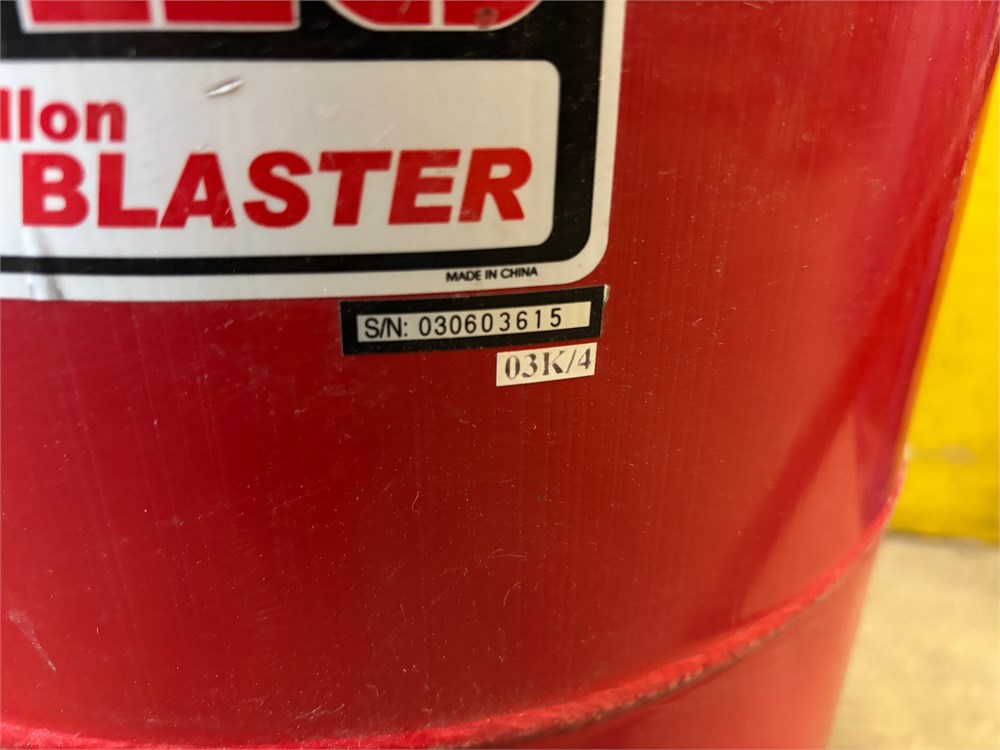 llon
BLASTER
MADE IN CHINA
S/N: 030603615
03K/4